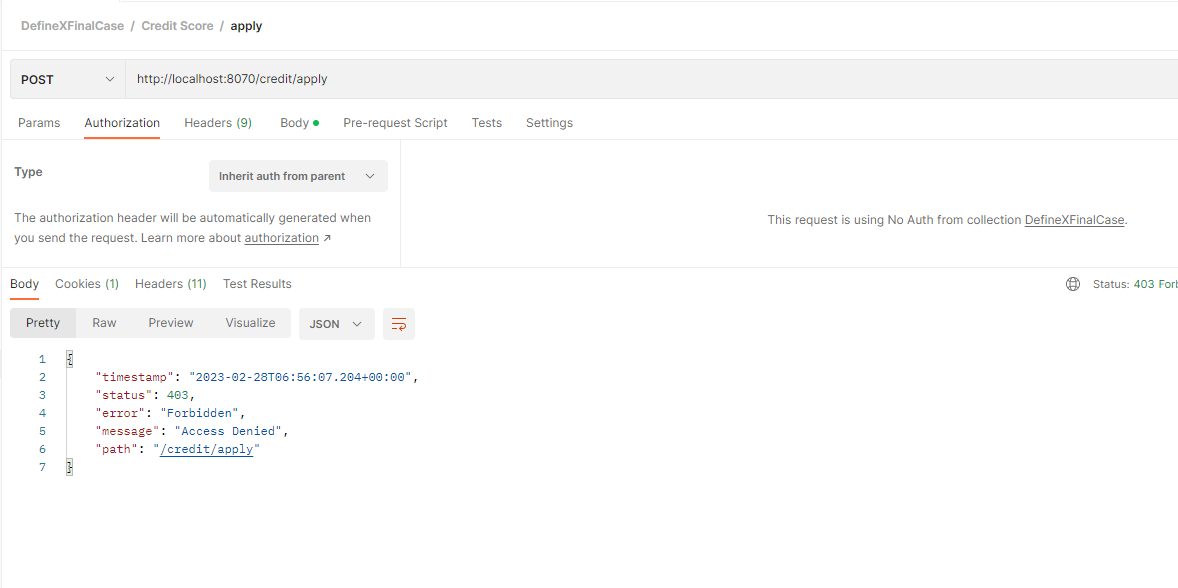 DefineXFinalCase / Credit Score / apply
POST http://localhost:8070/credit/apply
Params Authorization Headers (9) Body Pre-request Script Tests Settings
Type Inherit auth from parent
The authorization header will be automatically generated when
you send the request. Learn more about authorization ↗
This request is using No Auth from collection DefineXFinalCase.
Body Cookies (1) Headers (11) Test Results Status: 403 Forb
Pretty Raw Preview Visualize JSON
1 {
2 "timestamp": "2023-02-28T06:56:07.204+00:00",
3 "status": 403,
4 "error": "Forbidden",
5 "message": "Access Denied",
6 "path": "/credit/apply"
7 }